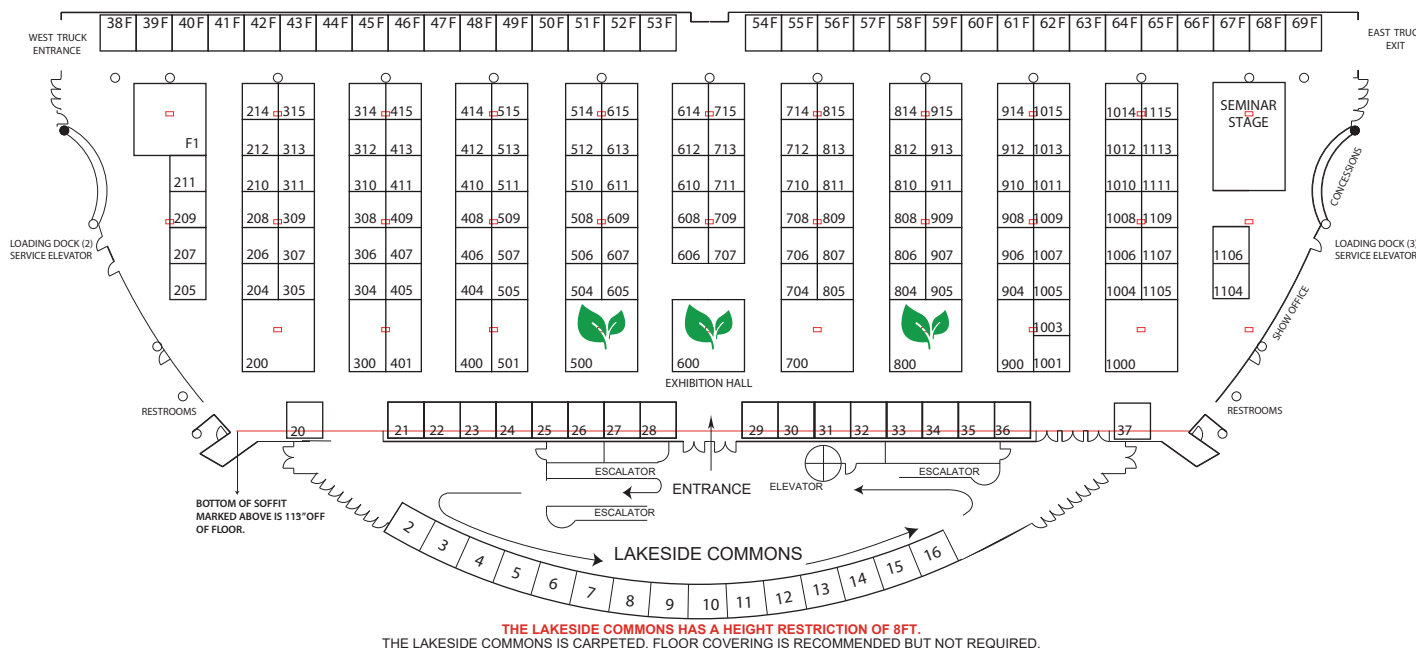 38F 39F 40F 41F 42F 43F 44F 45F 46F 47F 48F 49F 50F 51F 52F 53F 54F 55F 56F 57F 58F 59F 60F 61F 62F 63F 64F 65F 66F 67F 68F 69F
WEST TRUCK
ENTRANCE
EAST TRUCK
EXIT
214 315 314 415 414 515 514 615 614 715 714 815 814 915 914 1015 1014 1115
SEMINAR
STAGE
F1
212 313 312 413 412 513 512 613 612 713 712 813 812 913 912 1013 1012 1113
211 210 311 310 411 410 511 510 611 610 711 710 811 810 911 910 1011 1010 1111
CONCESSIONS
209 208 309 308 409 408 509 508 609 608 709 708 809 808 909 908 1009 1008 1109
LOADING DOCK (2)
SERVICE ELEVATOR
LOADING DOCK (3)
SERVICE ELEVATOR
207 206 307 306 407 406 507 506 607 606 707 706 807 806 907 906 1007 1006 1107 1106
205 204 305 304 405 404 505 504 605 704 805 804 905 904 1005 1004 1105 1104
SHOW OFFICE
1003
200 300 401 400 501 500 600 700 800 900 1001 1000
EXHIBITION HALL
RESTROOMS
RESTROOMS
20 21 22 23 24 25 26 27 28 29 30 31 32 33 34 35 36 37
ESCALATOR
ESCALATOR
ELEVATOR
ENTRANCE
ESCALATOR
BOTTOM OF SOFFIT
MARKED ABOVE IS 113"OFF
OF FLOOR.
LAKESIDE COMMONS
2 3 4 5 6 7 8 9 10 11 12 13 14 15 16
THE LAKESIDE COMMONS HAS A HEIGHT RESTRICTION OF 8FT.
THE LAKESIDE COMMONS IS CARPETED. FLOOR COVERING IS RECOMMENDED BUT NOT REQUIRED.